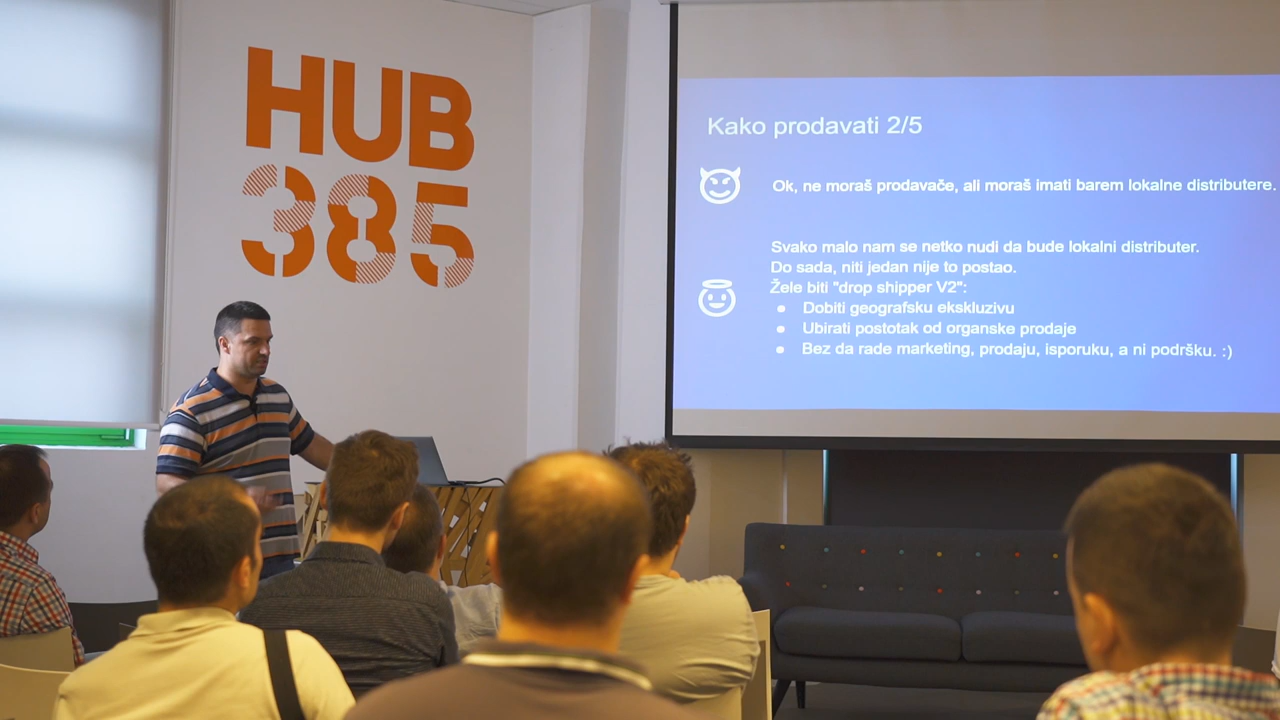 HUB
385
Kako prodavati 2/5
Ok, ne moraš prodavače, ali moraš imati barem lokalne distributere.
Svako malo nam se netko nudi da bude lokalni distributer.
Do sada, niti jedan nije to postao.
Žele biti "drop shipper V2":
Dobiti geografsku ekskluzivu
Ubirati postotak od organske prodaje
Bez da rade marketing, prodaju, isporuku, a ni podršku. :)